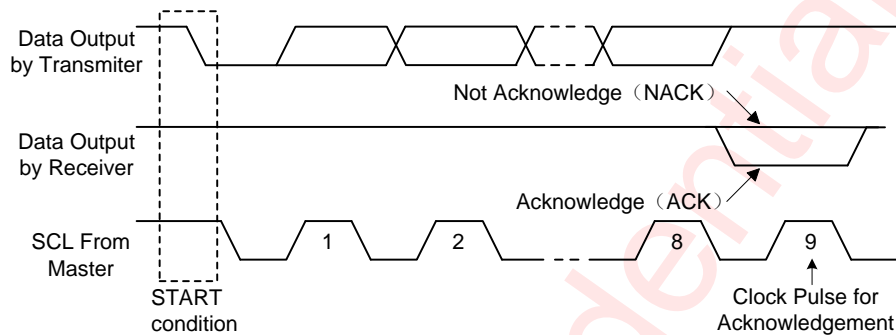 Data Output
by Transmiter
Not Acknowledge（NACK）
Data Output
by Receiver
Acknowledge（ACK）
SCL From
Master
1
2
8
9
START
condition
Clock Pulse for
Acknowledgement